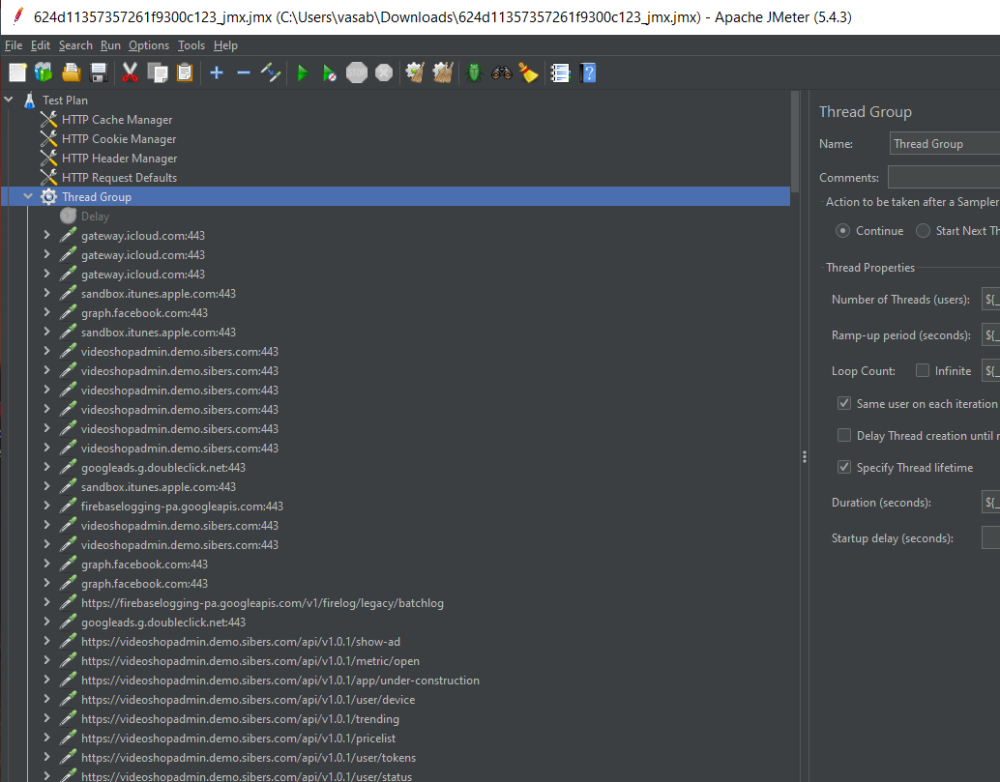 624d11357357261f9300c123_jmx.jmx (C:\Users\vasab\Downloads\624d11357357261f9300c123_jmx.jmx) - Apache JMeter (5.4.3)
File Edit Search Run Options Tools Help
STOP
Test Plan
HTTP Cache Manager
HTTP Cookie Manager
HTTP Header Manager
HTTP Request Defaults
Thread Group
Delay
gateway.icloud.com:443
gateway.icloud.com:443
gateway.icloud.com:443
sandbox.itunes.apple.com:443
graph.facebook.com:443
sandbox.itunes.apple.com:443
videoshopadmin.demo.sibers.com:443
videoshopadmin.demo.sibers.com:443
videoshopadmin.demo.sibers.com:443
videoshopadmin.demo.sibers.com:443
videoshopadmin.demo.sibers.com:443
videoshopadmin.demo.sibers.com:443
googleads.g.doubleclick.net:443
sandbox.itunes.apple.com:443
firebaselogging-pa.googleapis.com:443
videoshopadmin.demo.sibers.com:443
videoshopadmin.demo.sibers.com:443
graph.facebook.com:443
graph.facebook.com:443
https://firebaselogging-pa.googleapis.com/v1/firelog/legacy/batchlog
googleads.g.doubleclick.net:443
https://videoshopadmin.demo.sibers.com/api/v1.0.1/show-ad
https://videoshopadmin.demo.sibers.com/api/v1.0.1/metric/open
https://videoshopadmin.demo.sibers.com/api/v1.0.1/app/under-construction
https://videoshopadmin.demo.sibers.com/api/v1.0.1/user/device
https://videoshopadmin.demo.sibers.com/api/v1.0.1/trending
https://videoshopadmin.demo.sibers.com/api/v1.0.1/pricelist
https://videoshopadmin.demo.sibers.com/api/v1.0.1/user/tokens
https://videoshopadmin.demo.sibers.com/api/v1.0.1/user/status
Thread Group
Name: Thread Group
Comments:
Action to be taken after a Sampler
Continue Start Next Th
Thread Properties
Number of Threads (users): ${_
Ramp-up period (seconds): ${_
Loop Count: Infinite ${_
Same user on each iteration
Delay Thread creation until
Specify Thread lifetime
Duration (seconds): ${_
Startup delay (seconds):